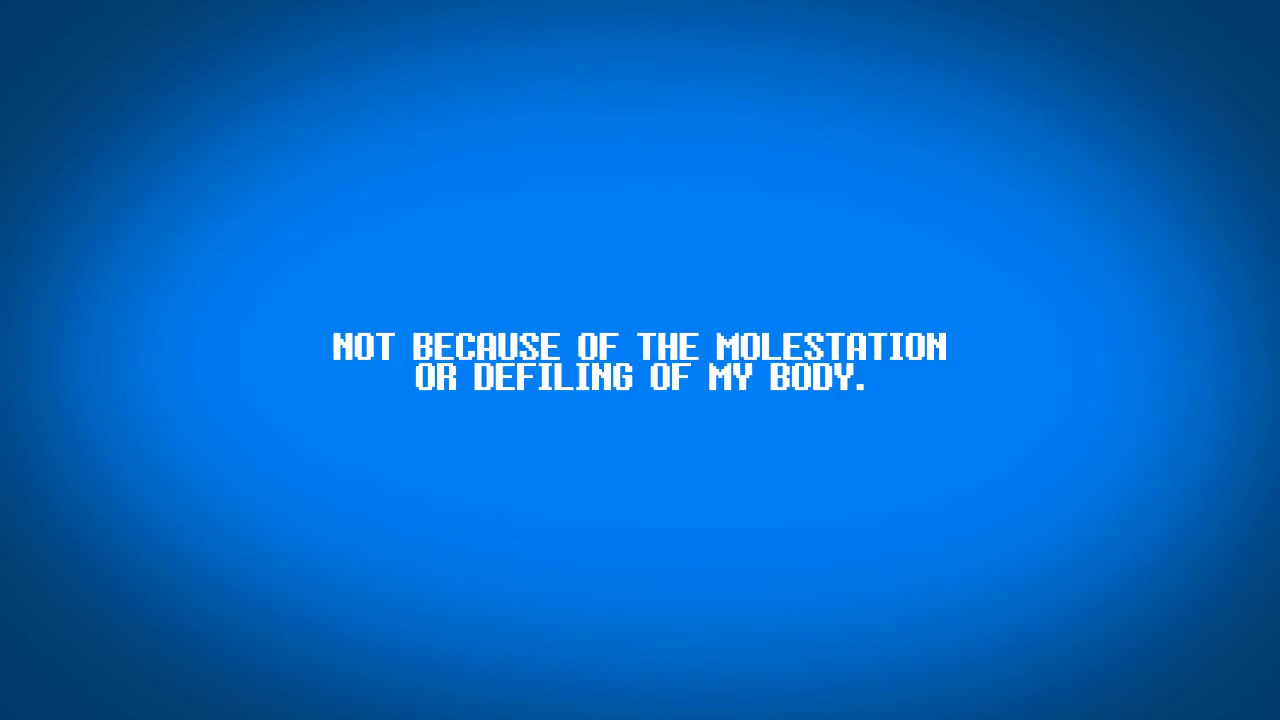 NOT BECAUSE OF THE MOLESTATION
OR DEFILING OF MY BODY.